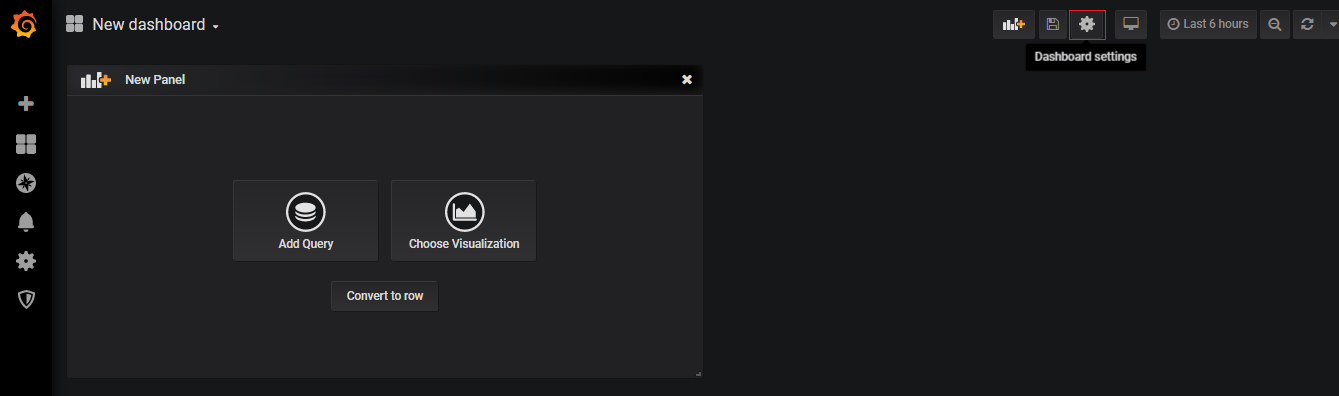 New dashboard
Last 6 hours
Dashboard settings
New Panel
Add Query
Choose Visualization
Convert to row